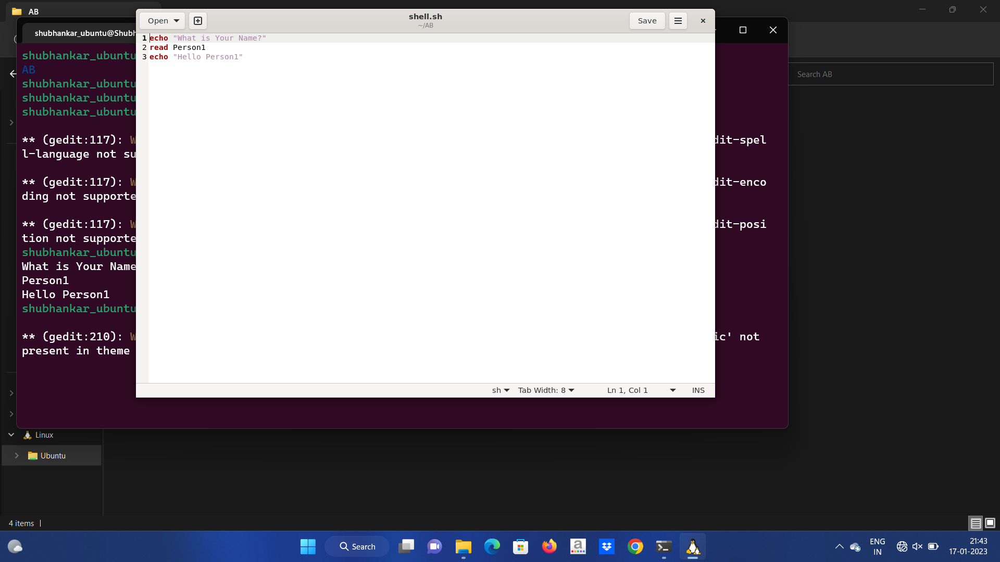 AB
shubhankar_ubuntu@Shubh
Open
shell.sh
~/AB
Save
1 echo "What is Your Name?"
2 read Person1
3 echo "Hello Person1"
sh
Tab Width: 8
Ln 1, Col 1
INS
shubhankar_ubuntu
AB
shubhankar_ubuntu
shubhankar_ubuntu
shubhankar_ubuntu
** (gedit:117): W dit-spel
l-language not su
** (gedit:117): W dit-enco
ding not supporte
** (gedit:117): W dit-posi
tion not supporte
shubhankar_ubuntu
What is Your Name
Person1
Hello Person1
shubhankar_ubuntu
** (gedit:210): W ic' not
present in theme
Search AB
Linux
Ubuntu
4 items
Search
a
ENG
IN
21:43
17-01-2023